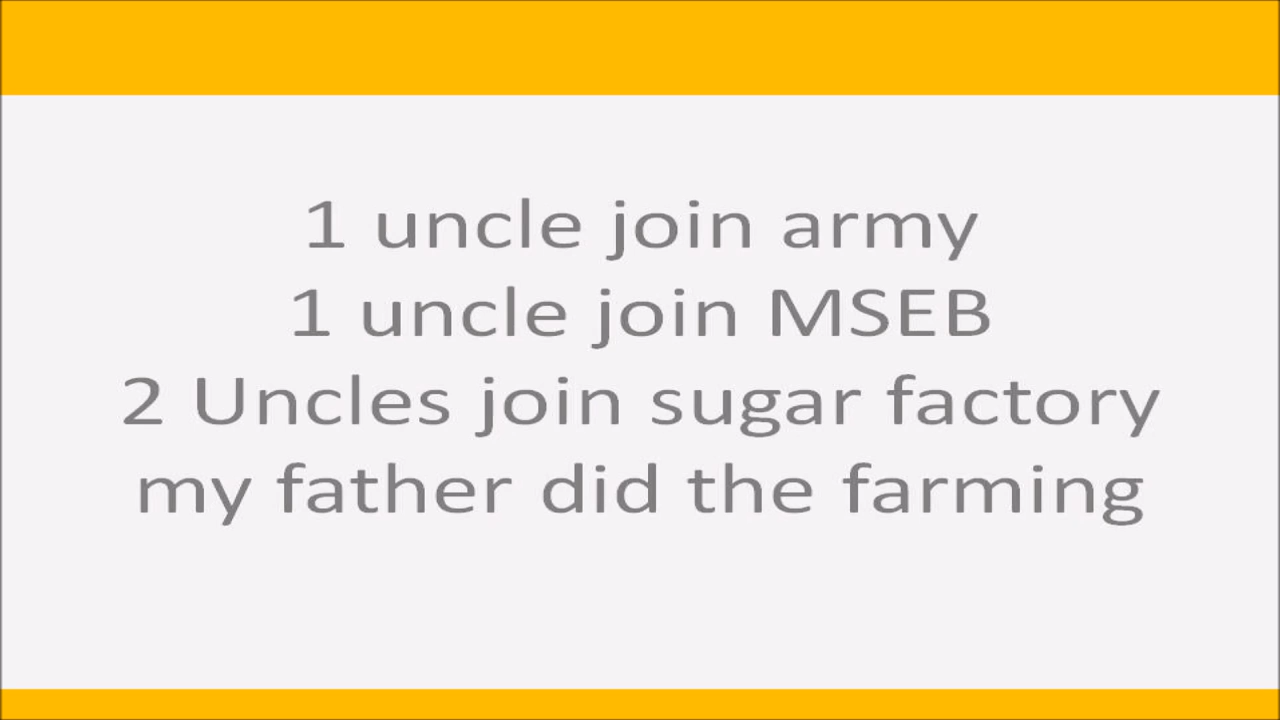 1 uncle join army
1 uncle join MSEB
2 Uncles join sugar factory
my father did the farming